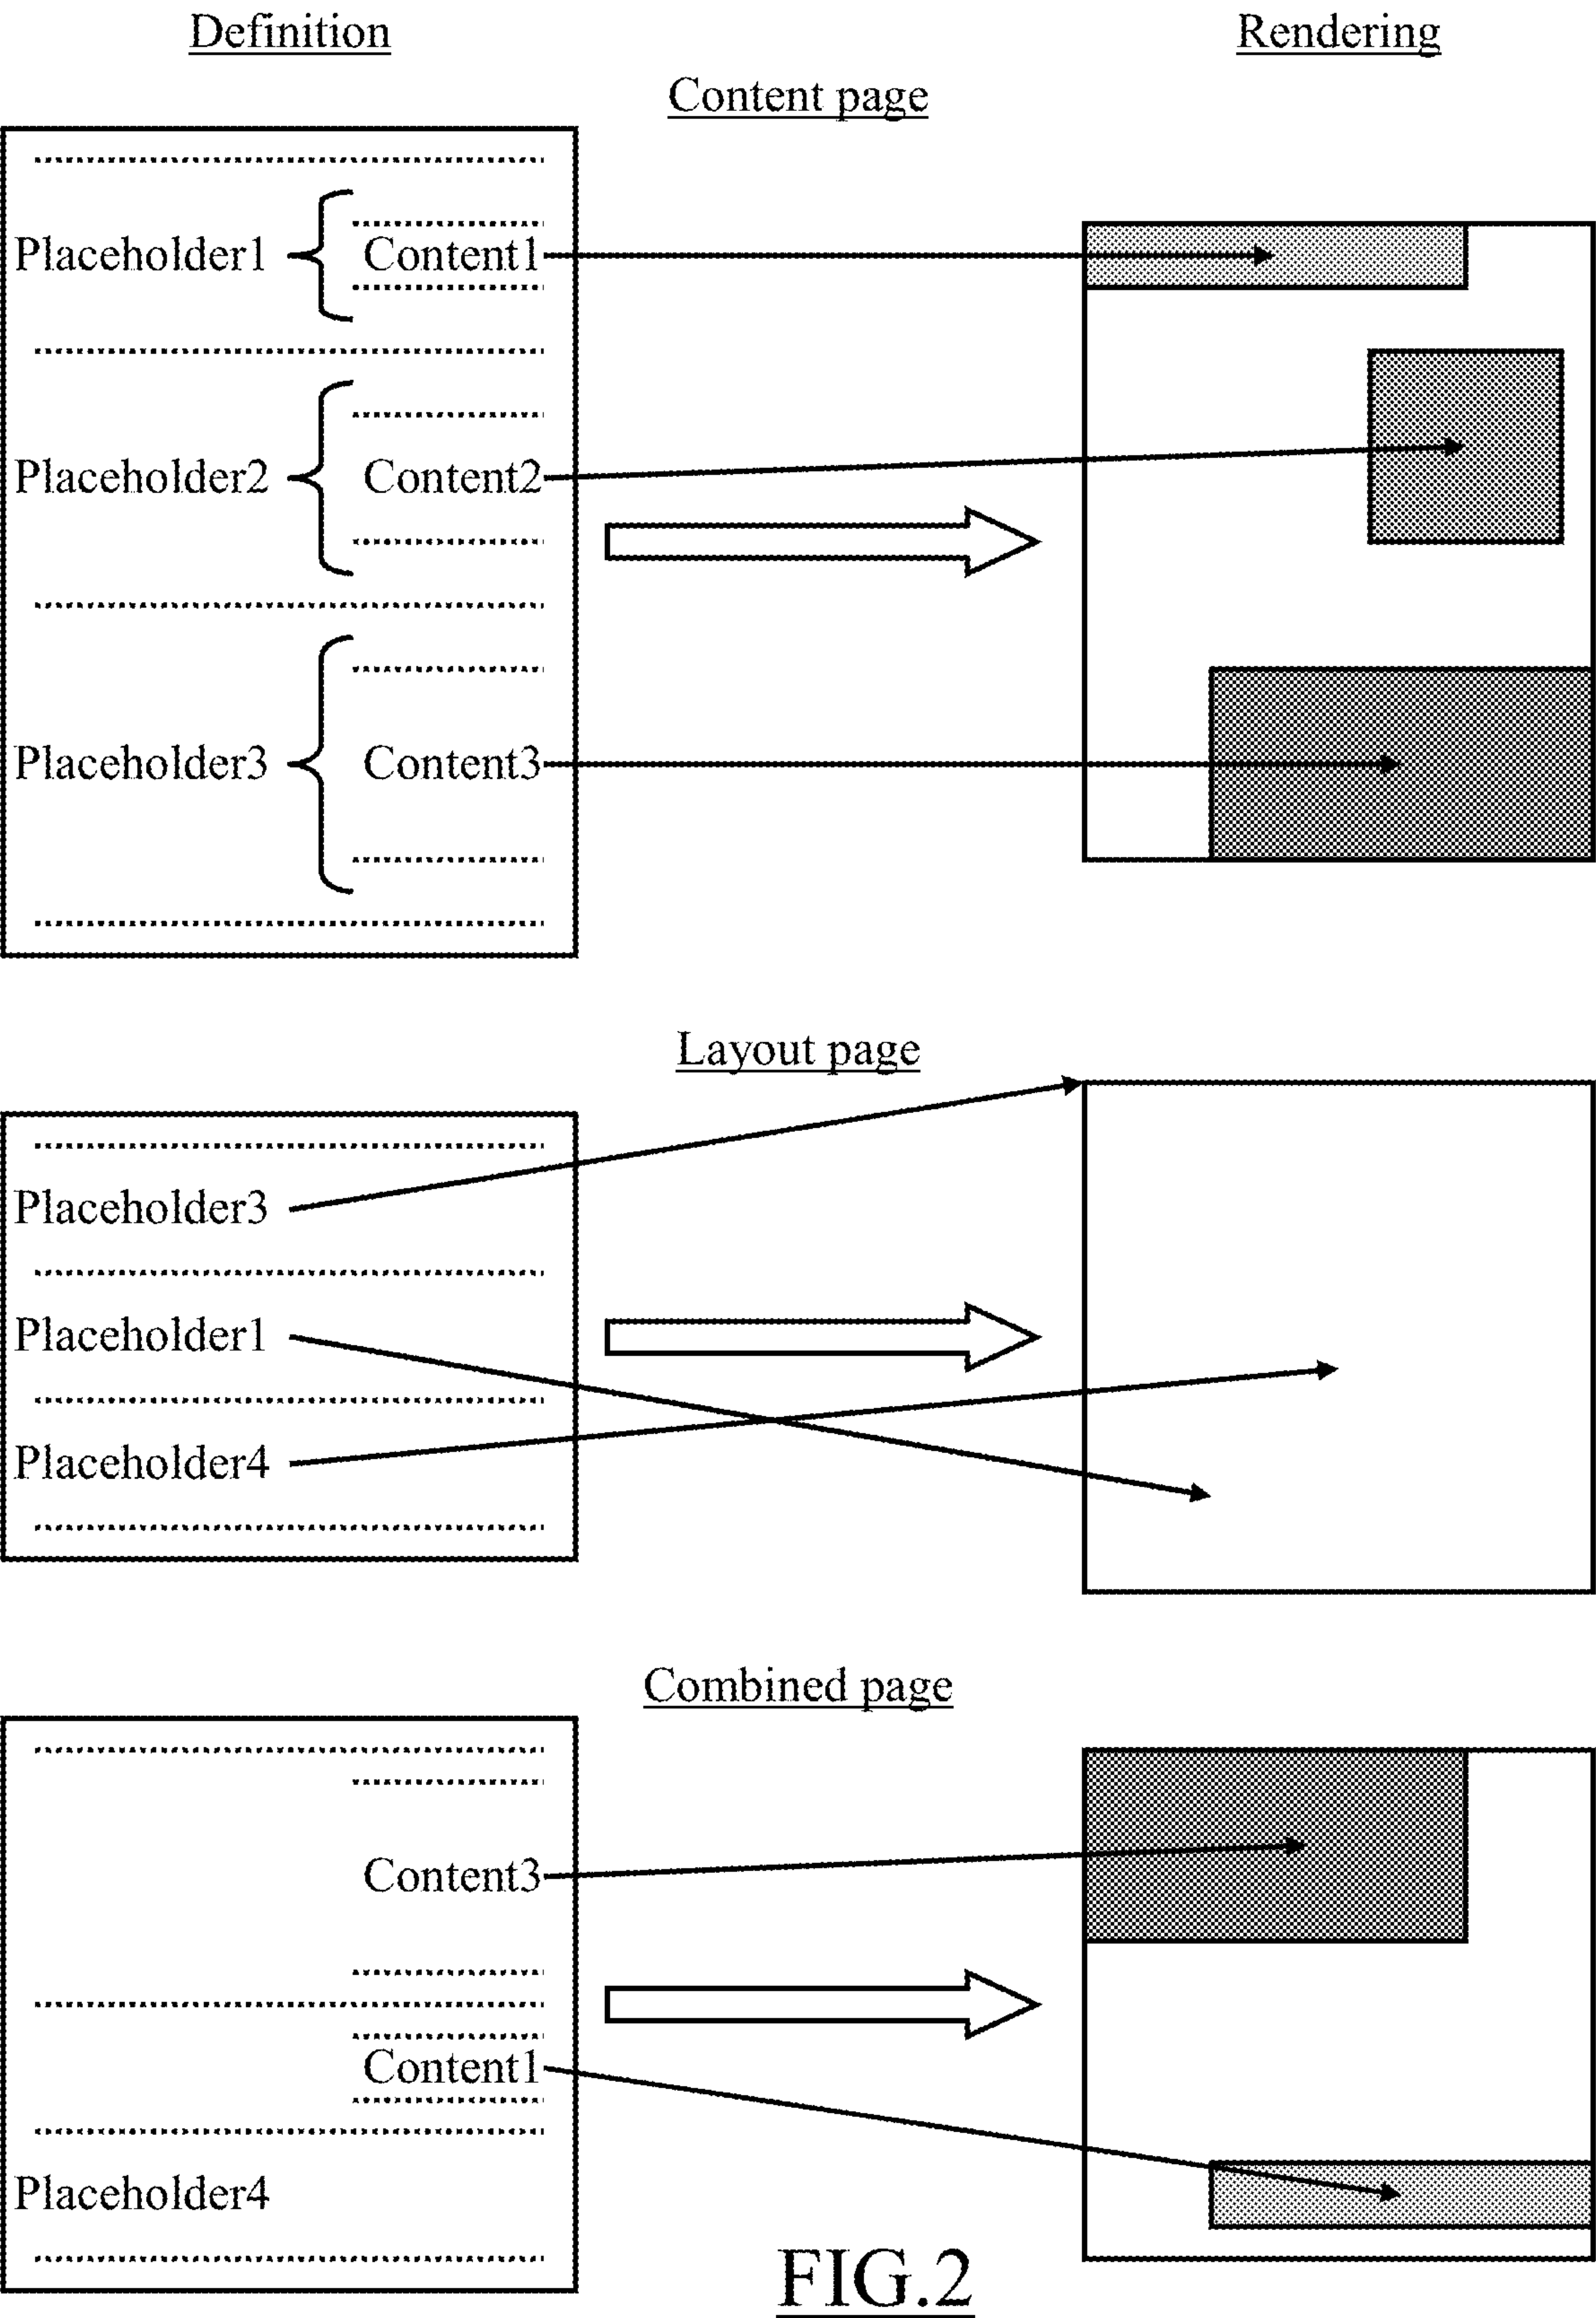 Definition
Rendering
Content page
Placeholder1
Content1
Placeholder2
Content2
Placeholder3
Content3
Layout page
Placeholder3
Placeholder1
Placeholder4
Combined page
Content3
Content1
Placeholder4
FIG.2